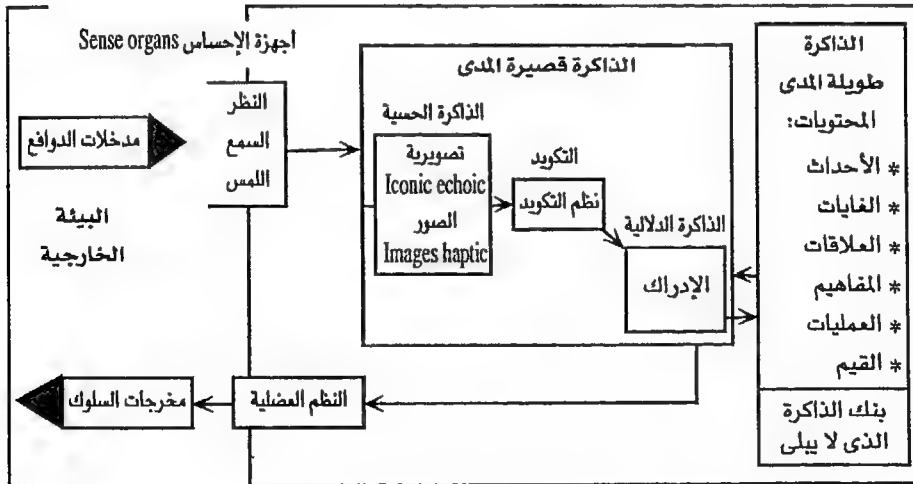 أجهزة الإحساس Sense organs
النظر
السمع
اللمس
مدخلات الدوافع
البيئة
الخارجية
الذاكرة قصيرة المدى
الذاكرة الحسية
تصويرية
Iconic echoic
الصور
Images haptic
التكويد
نظم التكويد
الذاكرة الدلالية
الإدراك
الذاكرة
طويلة المدى
المحتويات:
* الأحداث
* الغايات
* العلاقات
* المفاهيم
* العمليات
* القيم
بنك الذاكرة
الذى لا يبلى
النظم العضلية
مخرجات السلوك